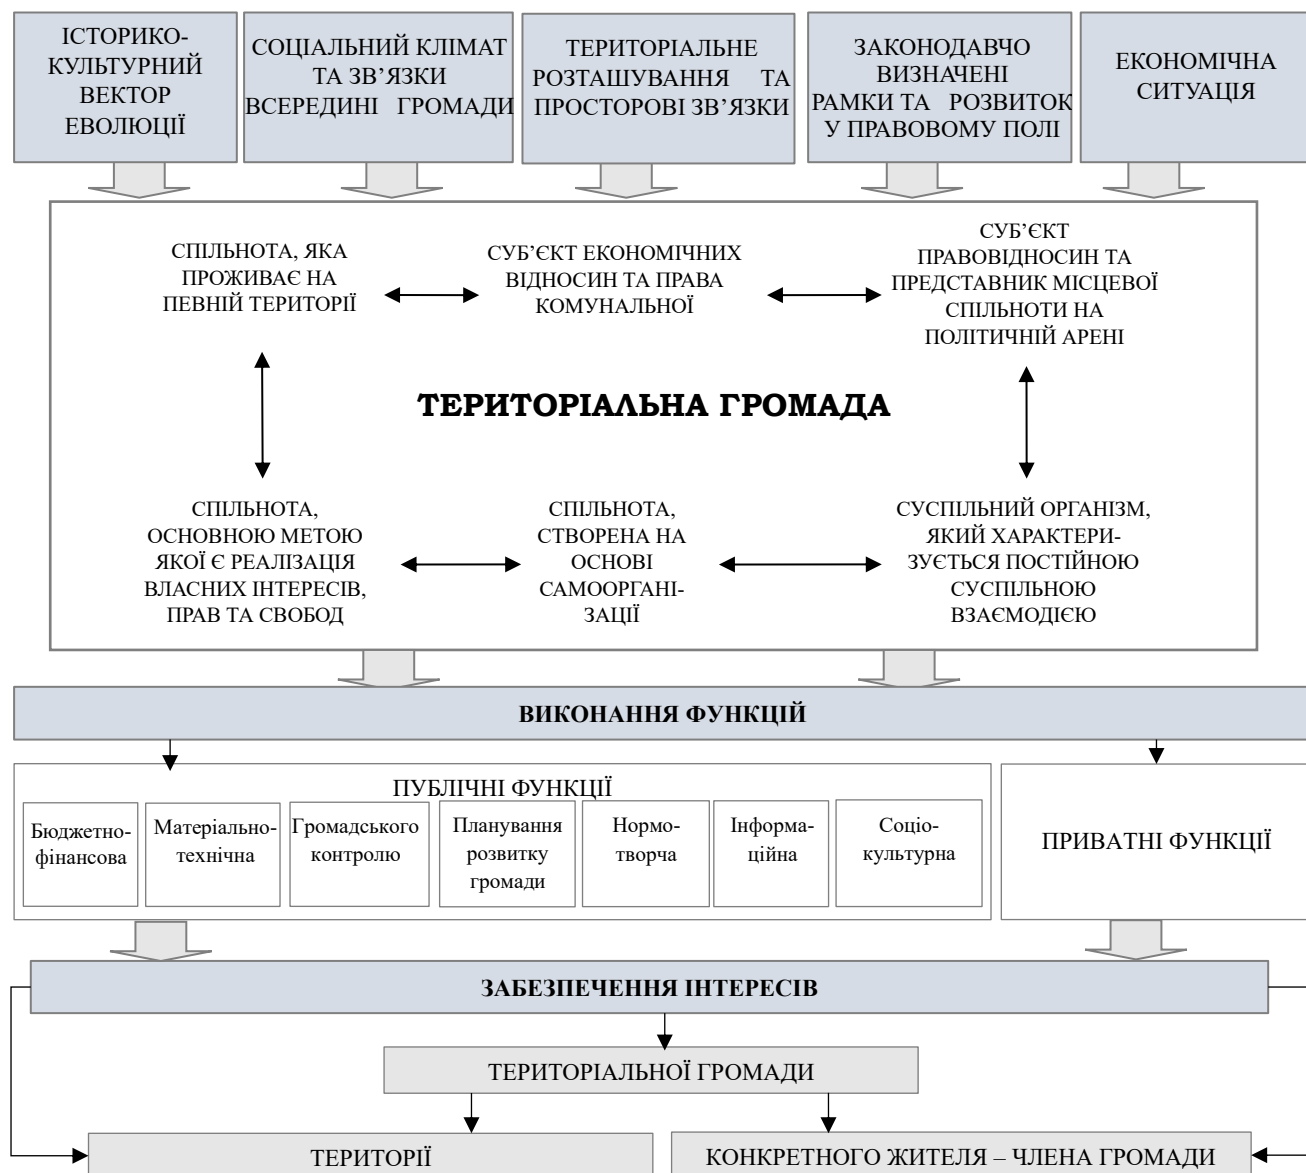 ІСТОРИКО-
КУЛЬТУРНИЙ
ВЕКТОР
ЕВОЛЮЦІЇ
СОЦІАЛЬНИЙ КЛІМАТ
ТА ЗВ’ЯЗКИ
ВСЕРЕДИНІ ГРОМАДИ
ТЕРИТОРІАЛЬНЕ
РОЗТАШУВАННЯ ТА
ПРОСТОРОВІ ЗВ’ЯЗКИ
ЗАКОНОДАВЧО
ВИЗНАЧЕНІ
РАМКИ ТА РОЗВИТОК
У ПРАВОВОМУ ПОЛІ
ЕКОНОМІЧНА
СИТУАЦІЯ
СПІЛЬНОТА, ЯКА
ПРОЖИВАЄ НА
ПЕВНІЙ ТЕРИТОРІЇ
СУБ’ЄКТ ЕКОНОМІЧНИХ
ВІДНОСИН ТА ПРАВА
КОМУНАЛЬНОЇ
СУБ’ЄКТ
ПРАВОВІДНОСИН ТА
ПРЕДСТАВНИК МІСЦЕВОЇ
СПІЛЬНОТИ НА
ПОЛІТИЧНІЙ АРЕНІ
ТЕРИТОРІАЛЬНА ГРОМАДА
СПІЛЬНОТА,
ОСНОВНОЮ МЕТОЮ
ЯКОЇ Є РЕАЛІЗАЦІЯ
ВЛАСНИХ ІНТЕРЕСІВ,
ПРАВ ТА СВОБОД
СПІЛЬНОТА,
СТВОРЕНА НА
ОСНОВІ
САМООРГАНІ-
ЗАЦІЇ
СУСПІЛЬНИЙ ОРГАНІЗМ,
ЯКИЙ ХАРАКТЕРИ-
ЗУЄТЬСЯ ПОСТІЙНОЮ
СУСПІЛЬНОЮ
ВЗАЄМОДІЄЮ
ВИКОНАННЯ ФУНКЦІЙ
ПУБЛІЧНІ ФУНКЦІЇ
Бюджетно-
фінансова
Матеріально-
технічна
Громадського
контролю
Планування
розвитку
громади
Нормо-
творча
Інформа-
ційна
Соціо-
культурна
ПРИВАТНІ ФУНКЦІЇ
ЗАБЕЗПЕЧЕННЯ ІНТЕРЕСІВ
ТЕРИТОРІАЛЬНОЇ ГРОМАДИ
ТЕРИТОРІЇ
КОНКРЕТНОГО ЖИТЕЛЯ – ЧЛЕНА ГРОМАДИ